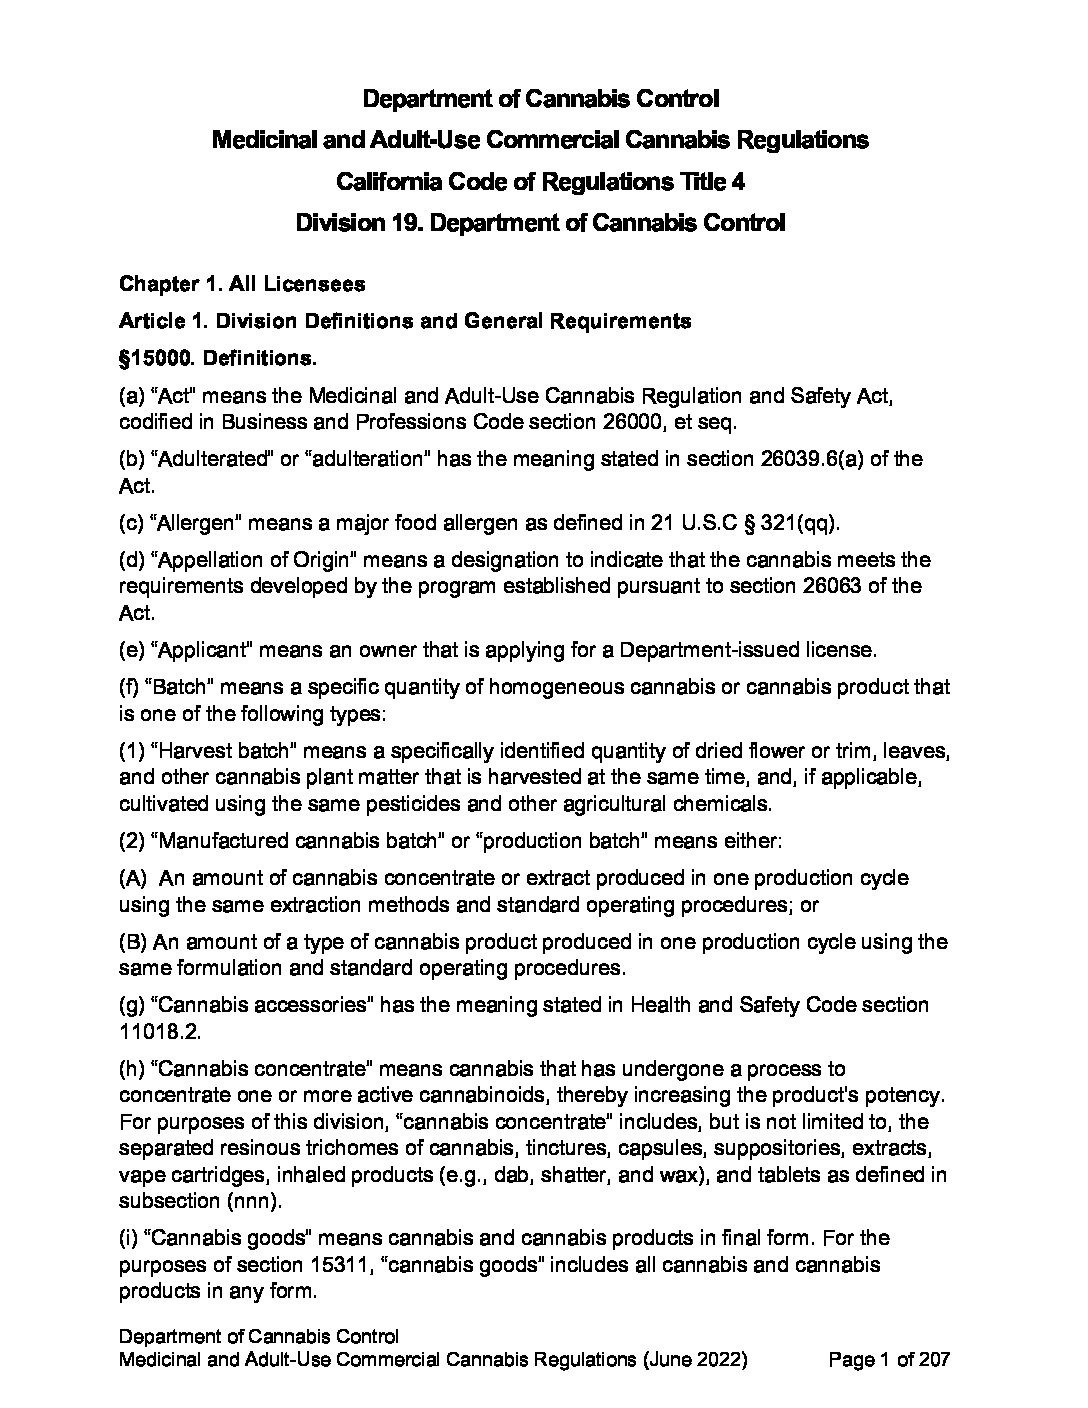 Department of Cannabis Control
Medicinal and Adult-Use Commercial Cannabis Regulations
California Code of Regulations Title 4
Division 19. Department of Cannabis Control
Chapter 1. All Licensees
Article 1. Division Definitions and General Requirements
§15000. Definitions.
(a) “Act" means the Medicinal and Adult-Use Cannabis Regulation and Safety Act,
codified in Business and Professions Code section 26000, et seq.
(b) “Adulterated" or “adulteration" has the meaning stated in section 26039.6(a) of the
Act.
(c) “Allergen" means a major food allergen as defined in 21 U.S.C § 321(qq).
(d) “Appellation of Origin" means a designation to indicate that the cannabis meets the
requirements developed by the program established pursuant to section 26063 of the
Act.
(e) “Applicant" means an owner that is applying for a Department-issued license.
(f) “Batch" means a specific quantity of homogeneous cannabis or cannabis product that
is one of the following types:
(1) “Harvest batch" means a specifically identified quantity of dried flower or trim, leaves,
and other cannabis plant matter that is harvested at the same time, and, if applicable,
cultivated using the same pesticides and other agricultural chemicals.
(2) “Manufactured cannabis batch" or “production batch" means either:
(A) An amount of cannabis concentrate or extract produced in one production cycle
using the same extraction methods and standard operating procedures; or
(B) An amount of a type of cannabis product produced in one production cycle using the
same formulation and standard operating procedures.
(g) “Cannabis accessories" has the meaning stated in Health and Safety Code section
11018.2.
(h) “Cannabis concentrate" means cannabis that has undergone a process to
concentrate one or more active cannabinoids, thereby increasing the product's potency.
For purposes of this division, “cannabis concentrate" includes, but is not limited to, the
separated resinous trichomes of cannabis, tinctures, capsules, suppositories, extracts,
vape cartridges, inhaled products (e.g., dab, shatter, and wax), and tablets as defined in
subsection (nnn).
(i) “Cannabis goods" means cannabis and cannabis products in final form. For the
purposes of section 15311, “cannabis goods" includes all cannabis and cannabis
products in any form.
Department of Cannabis Control
Medicinal and Adult-Use Commercial Cannabis Regulations (June 2022) Page 1 of 207